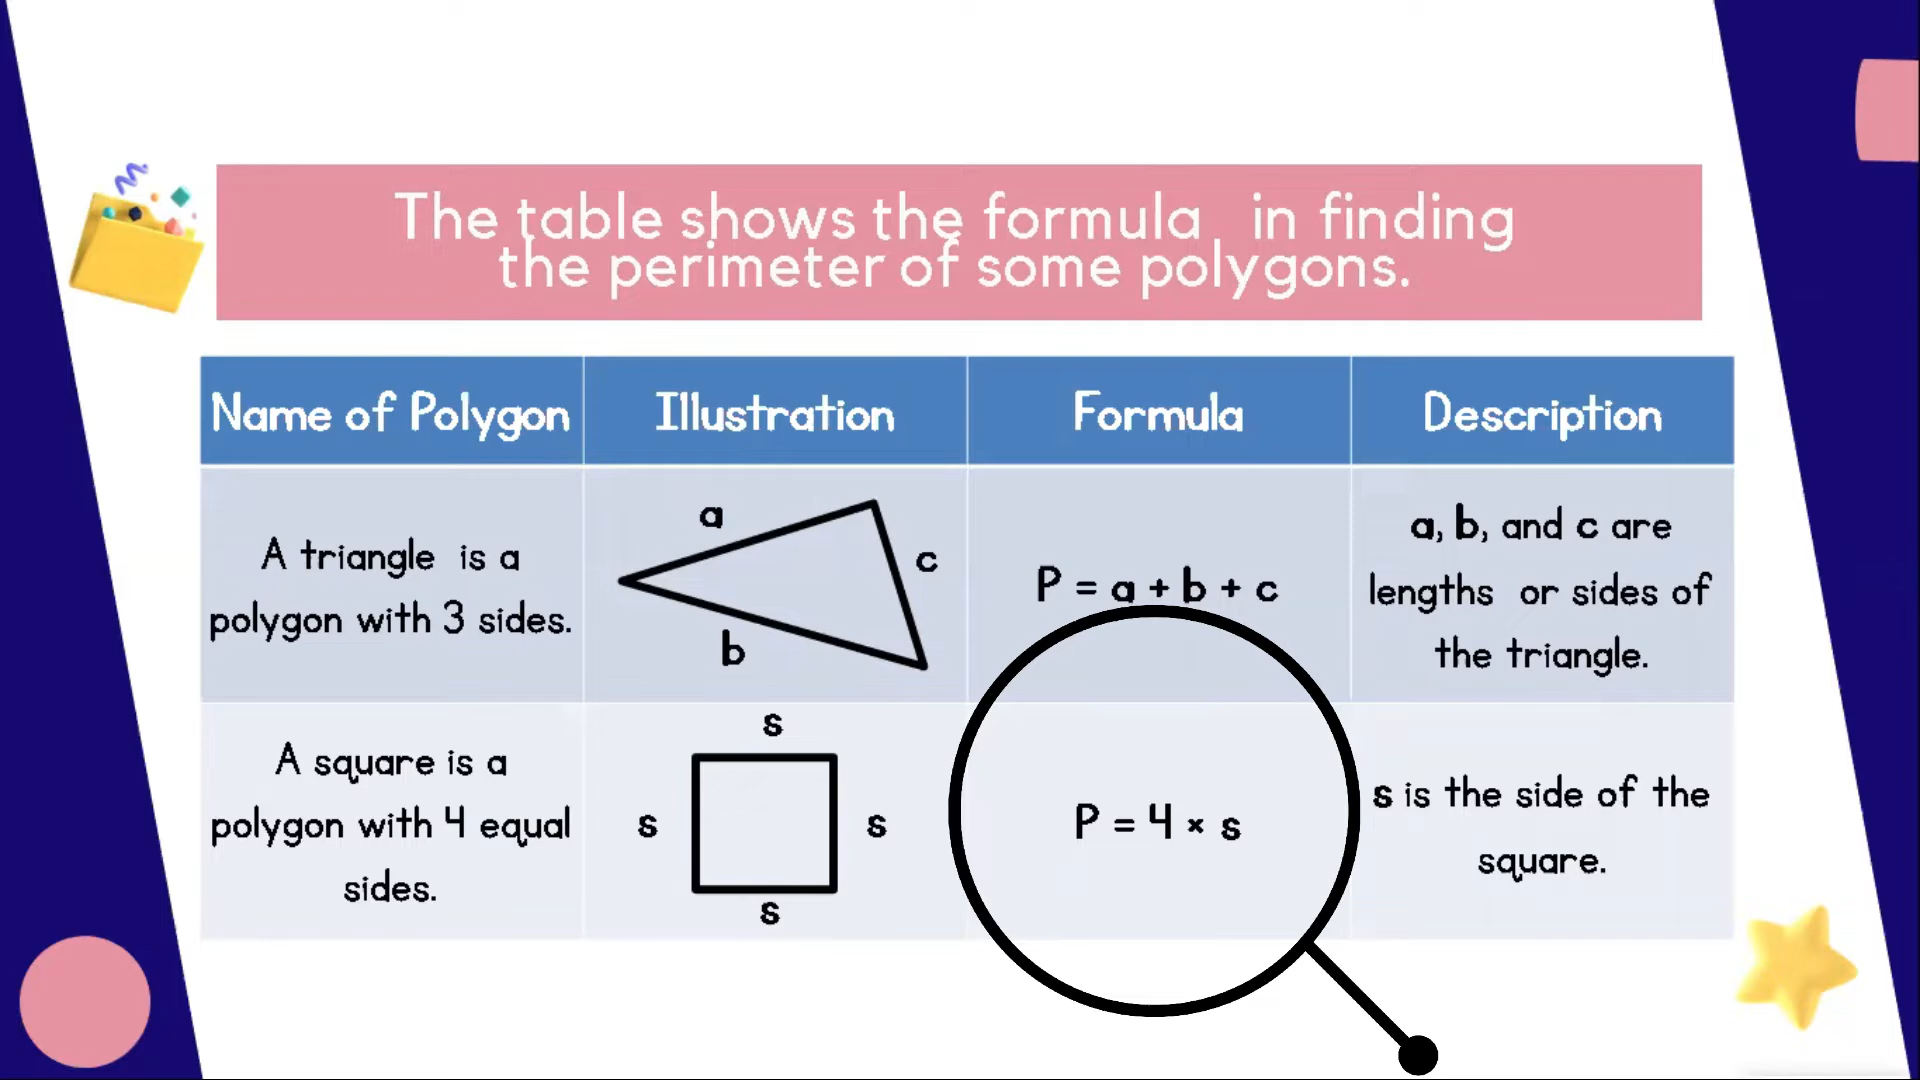 The table shows the formula in finding
the perimeter of some polygons.
Name of Polygon
Illustration
Formula
Description
A triangle is a
polygon with 3 sides.
a
c
b
P = a + b + c
a, b, and c are
lengths or sides of
the triangle.
A square is a
polygon with 4 equal
sides.
s
s
s
s
P = 4 × s
s is the side of the
square.